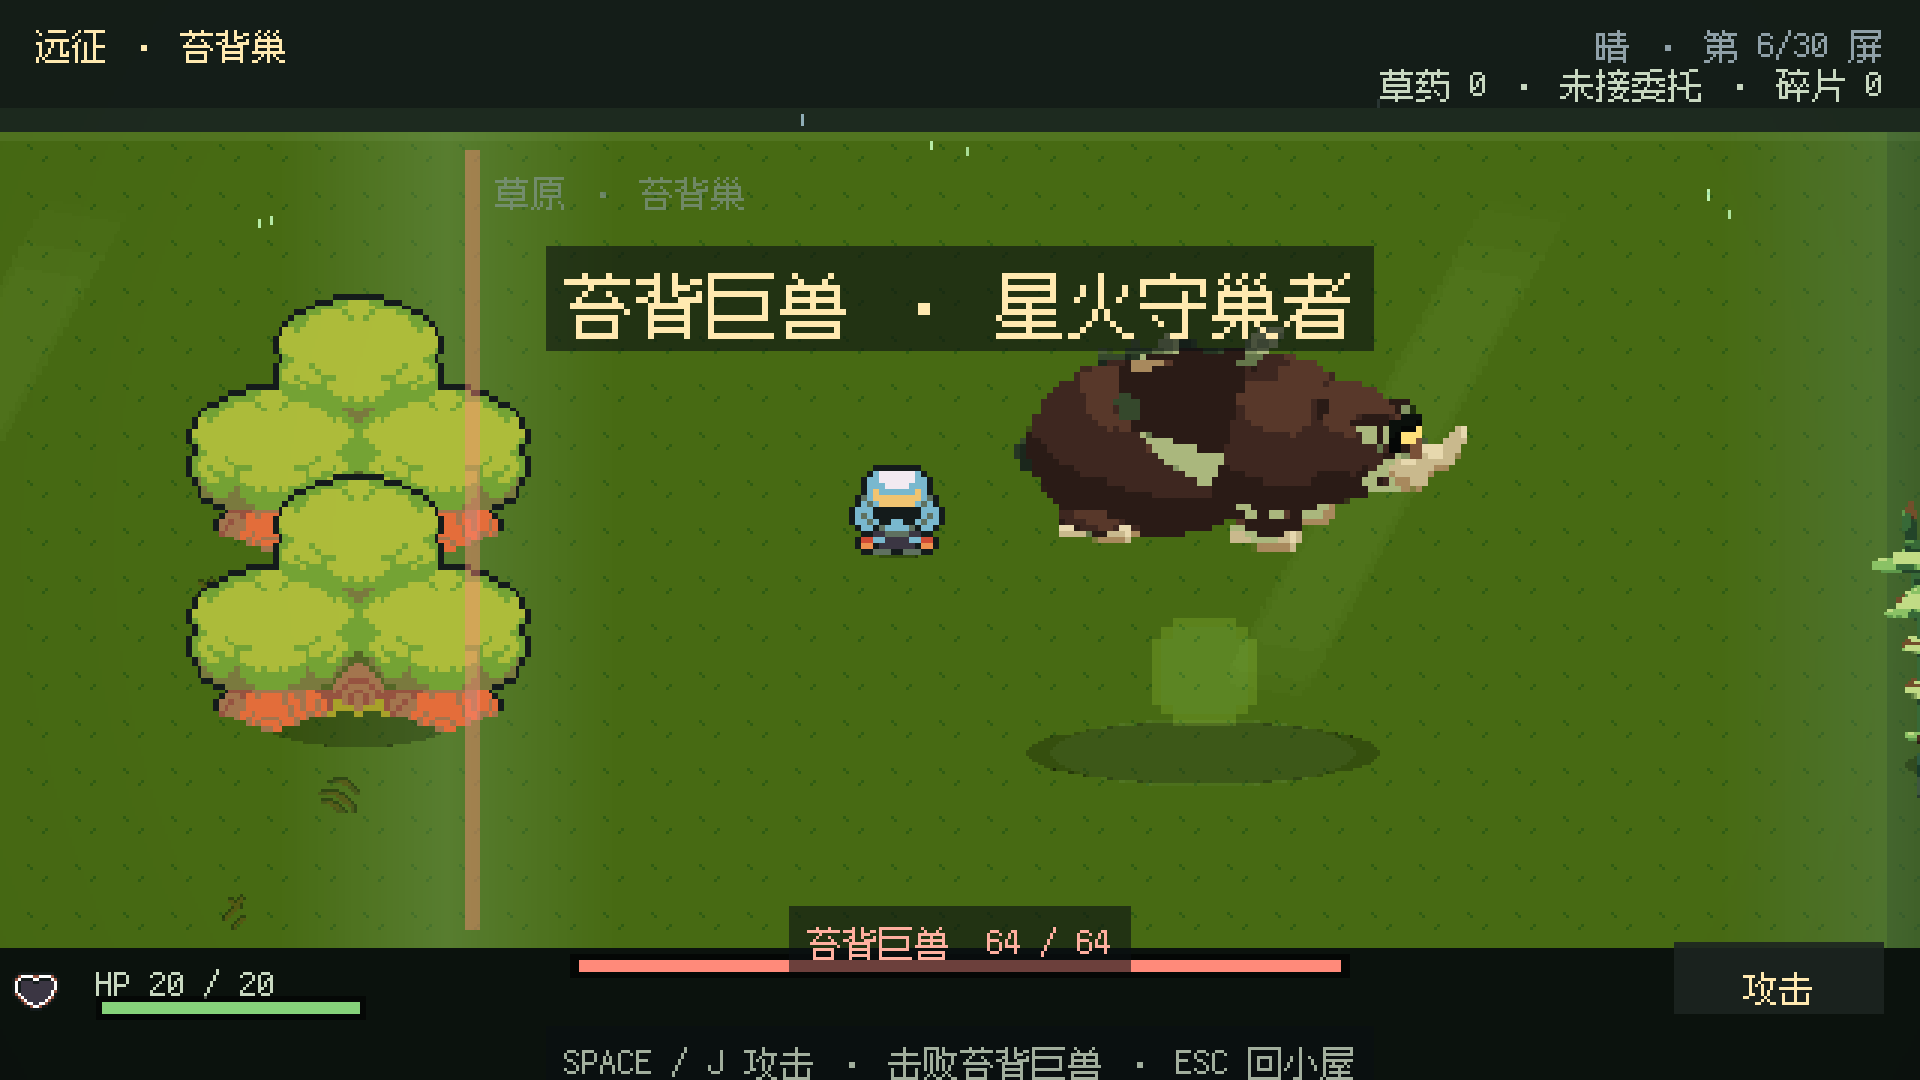 远征 · 苔背巢
晴 · 第 6/30 屏
草药 0 · 未接委托 · 碎片 0
草原 · 苔背巢
苔背巨兽 · 星火守巢者
苔背巨兽 64 / 64
HP 20 / 20
攻击
SPACE / J 攻击 · 击败苔背巨兽 · ESC 回小屋